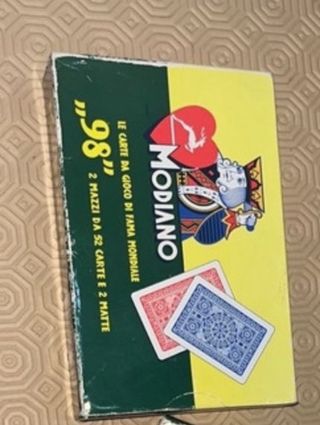 MODIANO
LE CARTE DA GIOCO DI FAMA MONDIALE
„98”
2 MAZZI DA 52 CARTE E 2 MATTE